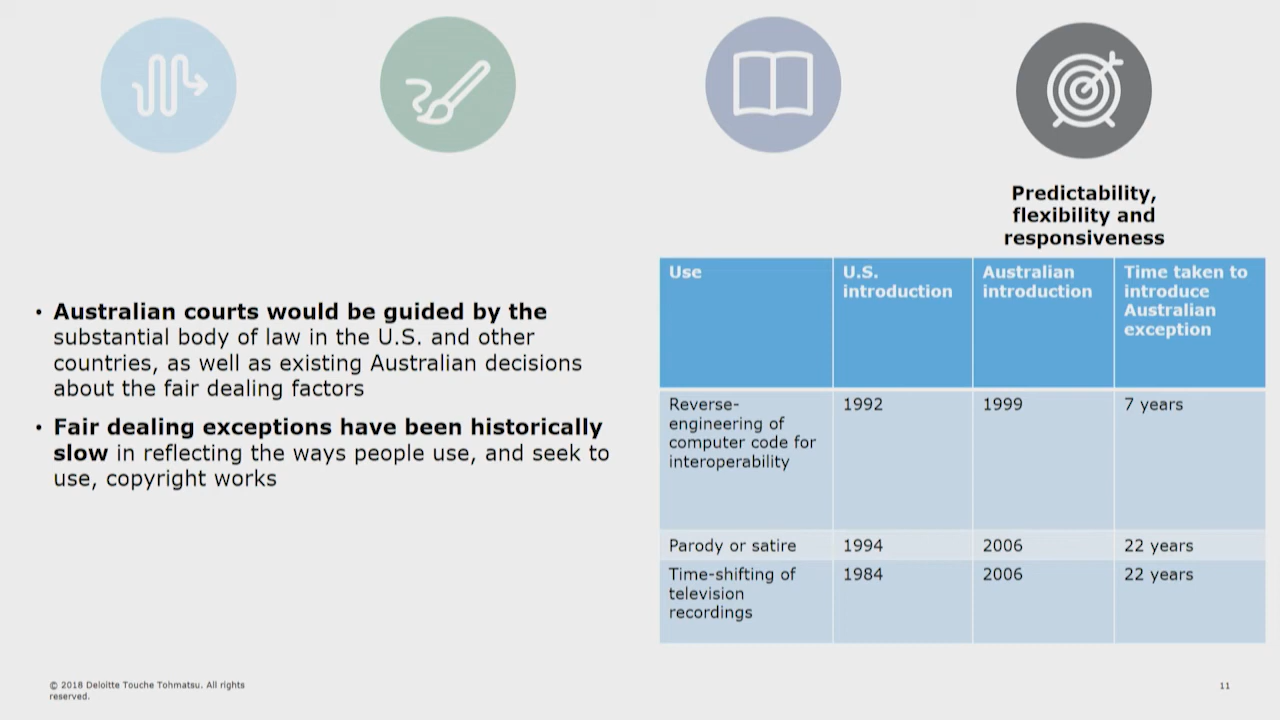 Predictability,
flexibility and
responsiveness
• Australian courts would be guided by the
substantial body of law in the U.S. and other
countries, as well as existing Australian decisions
about the fair dealing factors
• Fair dealing exceptions have been historically
slow in reflecting the ways people use, and seek to
use, copyright works
Use
U.S.
introduction
Australian
introduction
Time taken to
introduce
Australian
exception
Reverse-
engineering of
computer code for
interoperability
1992
1999
7 years
Parody or satire
1994
2006
22 years
Time-shifting of
television
recordings
1984
2006
22 years
© 2018 Deloitte Touche Tohmatsu. All rights
reserved.
11